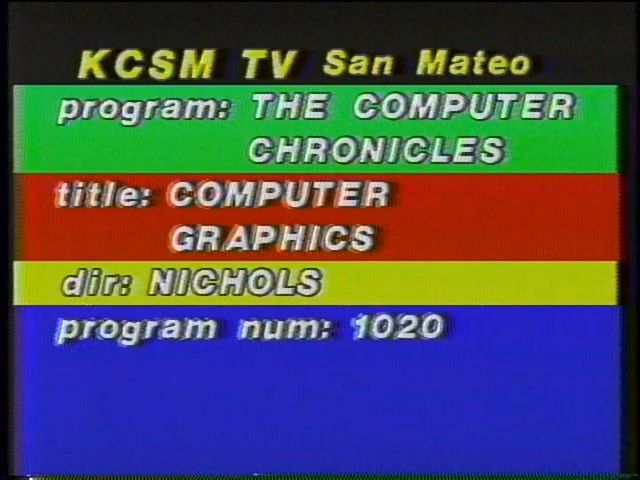 KCSM TV San Mateo
program: THE COMPUTER
CHRONICLES
title: COMPUTER
GRAPHICS
dir: NICHOLS
program num: 1020